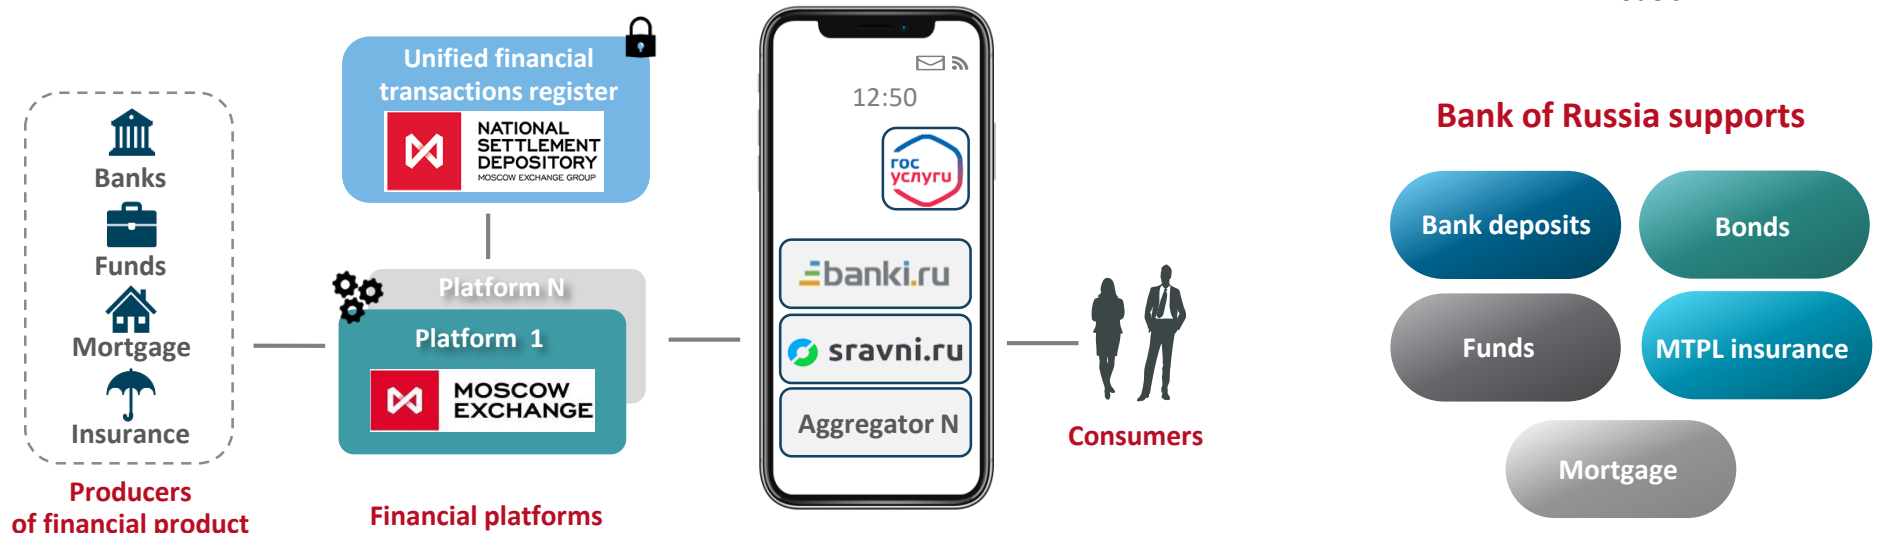 Banks
Funds
Mortgage
Insurance
Producers
of financial product
Unified financial
transactions register
NATIONAL
SETTLEMENT
DEPOSITORY
MOSCOW EXCHANGE GROUP
Platform N
Platform 1
MOSCOW
EXCHANGE
Financial platforms
12:50
гос
услуги
banki.ru
sravni.ru
Aggregator N
Consumers
Bank of Russia supports
Bank deposits
Bonds
Funds
MTPL insurance
Mortgage